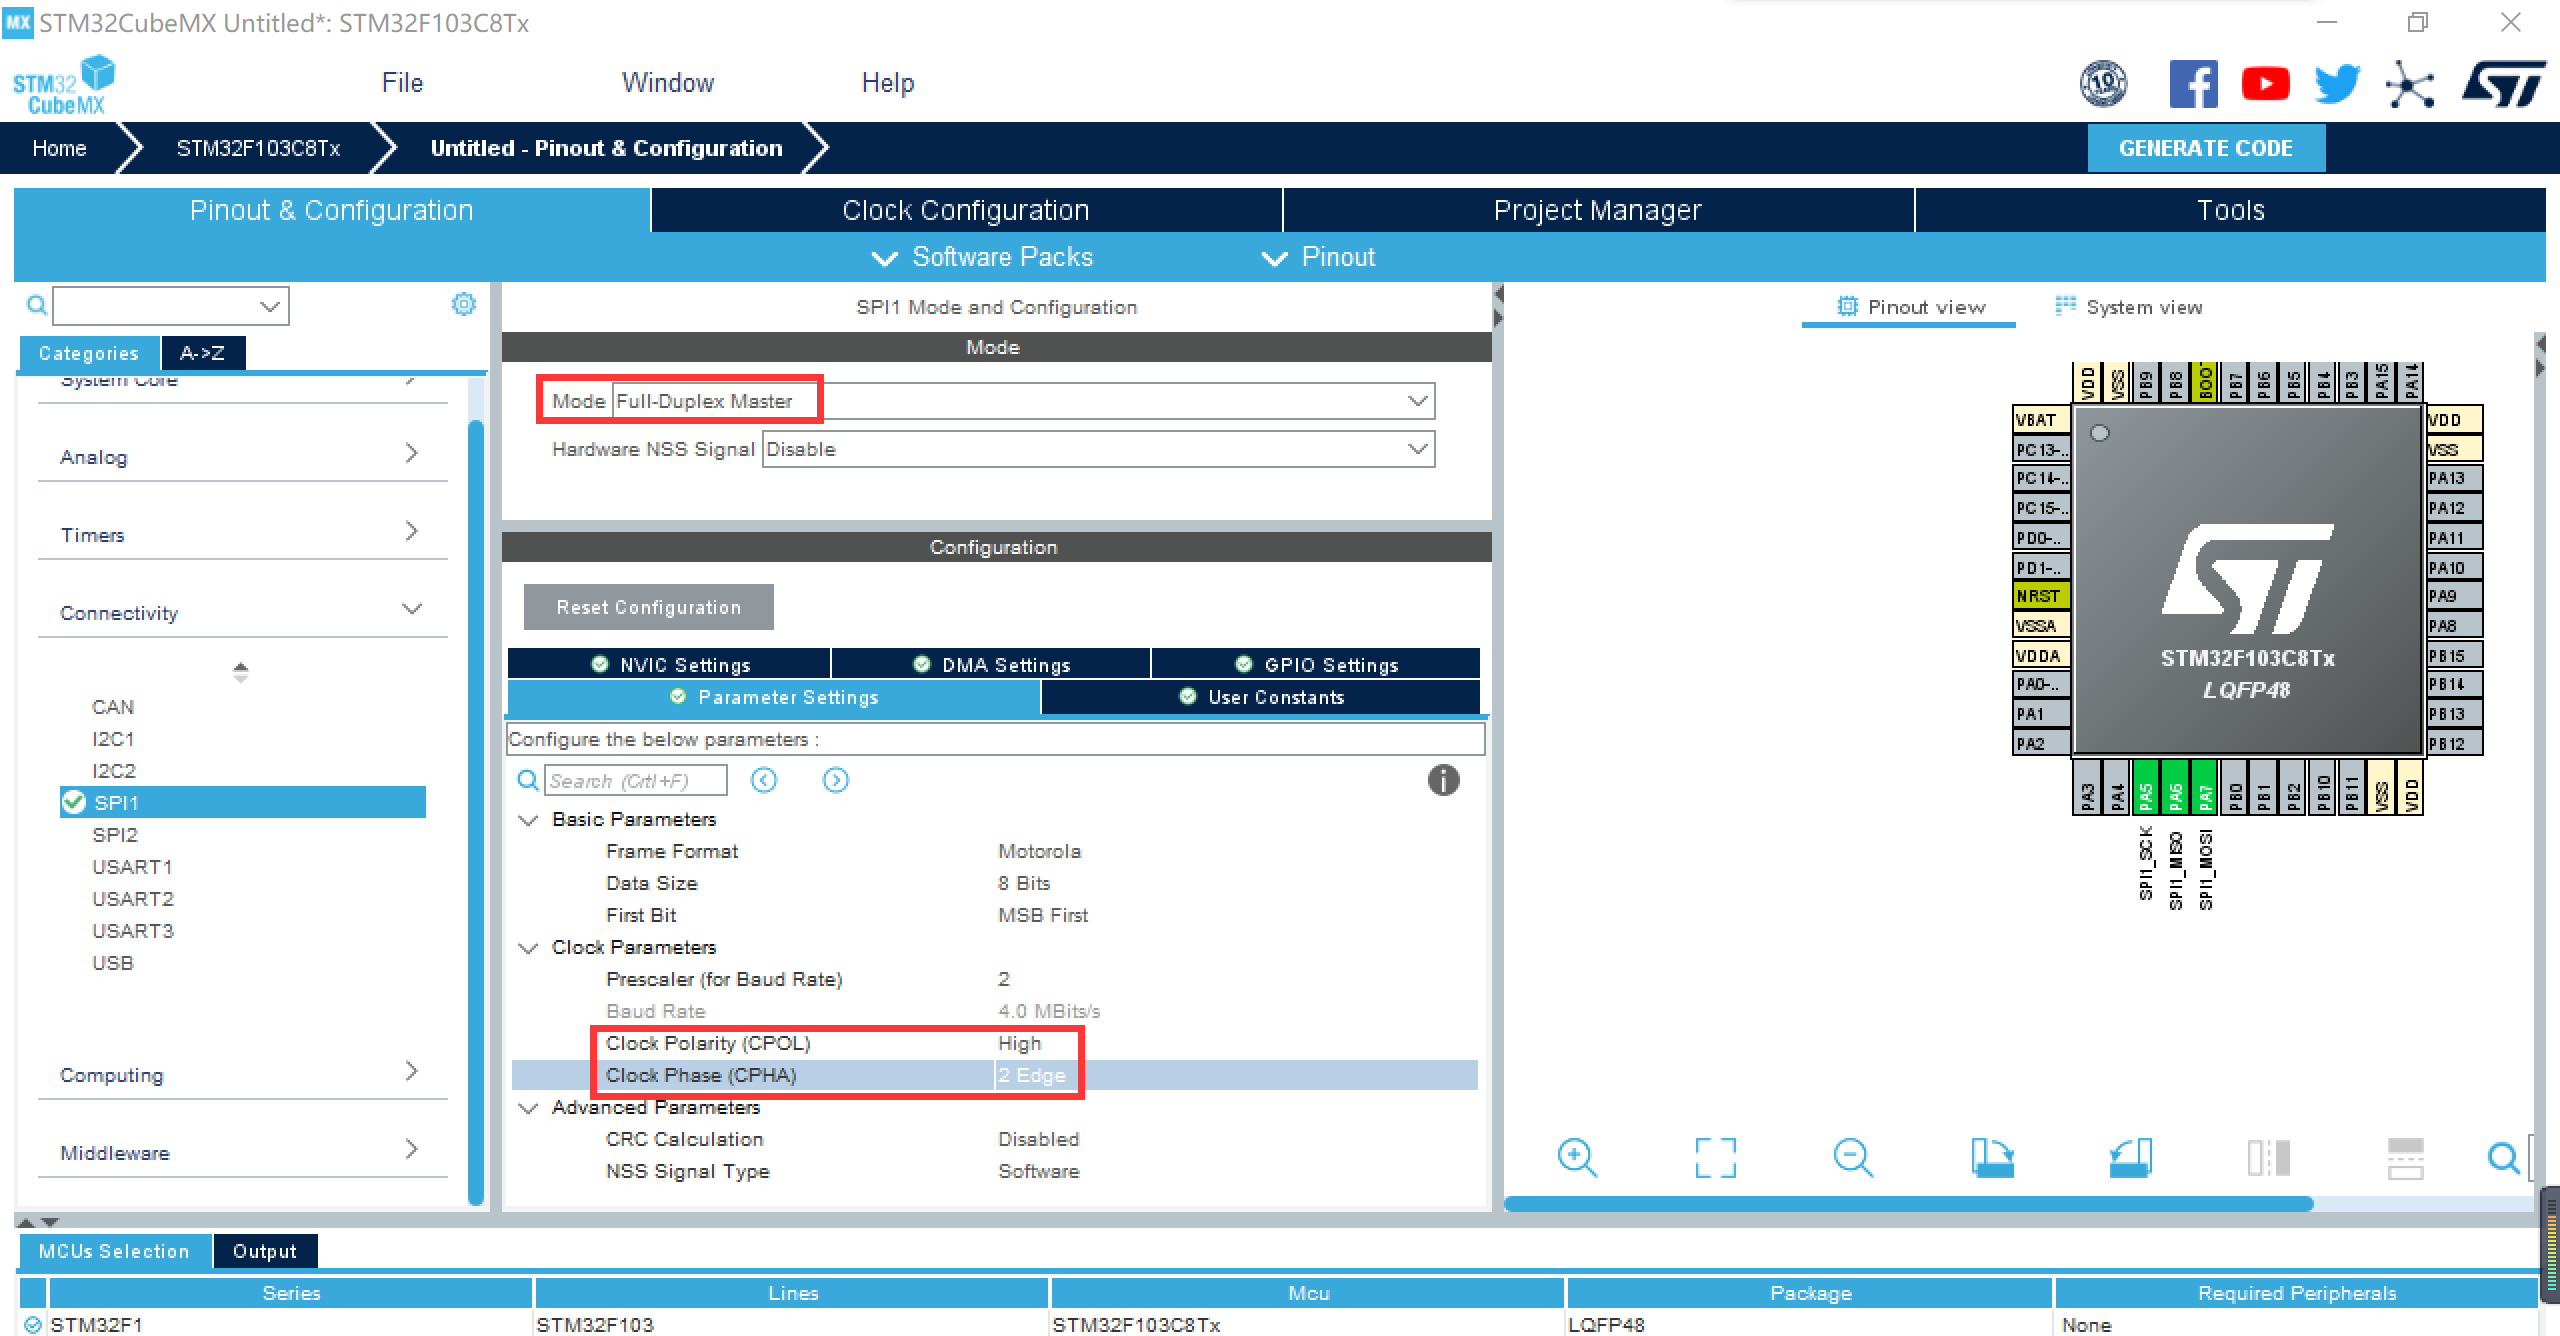 MX STM32CubeMX Untitled*: STM32F103C8Tx
STM32 CubeMX
File Window Help
10
Home STM32F103C8Tx Untitled - Pinout & Configuration GENERATE CODE
Pinout & Configuration Clock Configuration Project Manager Tools
Software Packs Pinout
Categories A->Z
System Core
Analog
Timers
Connectivity
CAN
I2C1
I2C2
SPI1
SPI2
USART1
USART2
USART3
USB
Computing
Middleware
SPI1 Mode and Configuration
Mode
Mode Full-Duplex Master
Hardware NSS Signal Disable
Configuration
Reset Configuration
NVIC Settings DMA Settings GPIO Settings
Parameter Settings User Constants
Configure the below parameters :
Search (Crtl+F)
Basic Parameters
Frame Format Motorola
Data Size 8 Bits
First Bit MSB First
Clock Parameters
Prescaler (for Baud Rate) 2
Baud Rate 4.0 MBits/s
Clock Polarity (CPOL) High
Clock Phase (CPHA) 2 Edge
Advanced Parameters
CRC Calculation Disabled
NSS Signal Type Software
Pinout view System view
VDD VSS PB9 PB8 BOO PB7 PB6 PB5 PB4 PB3 PA15 PA14
VBAT
PC13-..
PC14-..
PC15-..
PD0-..
PD1-..
NRST
VSSA
VDDA
PA0-..
PA1
PA2
ST
STM32F103C8Tx
LQFP48
VDD
VSS
PA13
PA12
PA11
PA10
PA9
PA8
PB15
PB14
PB13
PB12
PA3 PA4 PA5 PA6 PA7 PB0 PB1 PB2 PB10 PB11 VSS VDD
SPI1_SCK SPI1_MISO SPI1_MOSI
MCUs Selection Output
Series Lines Mcu Package Required Peripherals
STM32F1 STM32F103 STM32F103C8Tx LQFP48 None